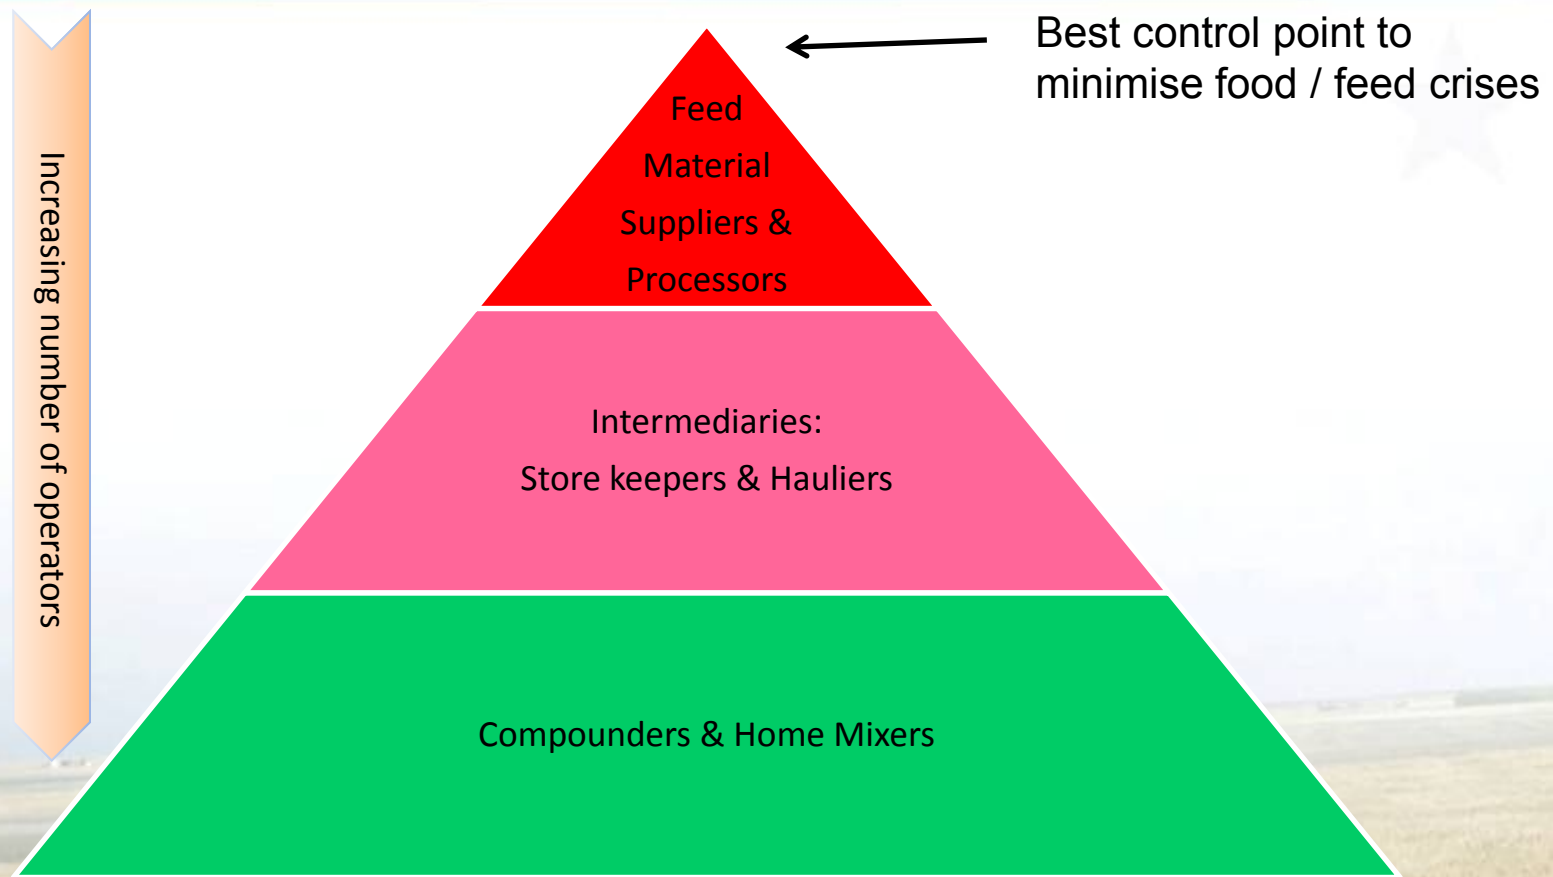 Best control point to
minimise food / feed crises
Feed
Material
Suppliers &
Processors
Increasing number of operators
Intermediaries:
Store keepers & Hauliers
Compounders & Home Mixers